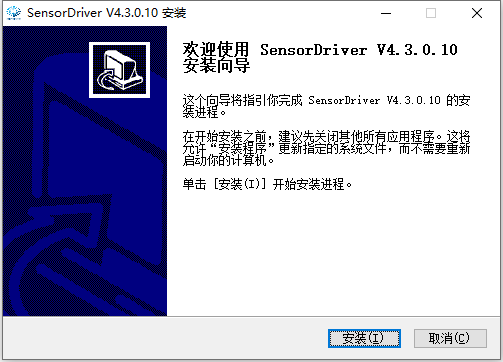 SensorDriver V4.3.0.10 安装
欢迎使用 SensorDriver V4.3.0.10
安装向导
这个向导将指引你完成 SensorDriver V4.3.0.10 的安
装进程。
在开始安装之前，建议先关闭其他所有应用程序。这将
允许“安装程序”更新指定的系统文件，而不需要重新
启动你的计算机。
单击 [安装(I)] 开始安装进程。
安装(I)
取消(C)